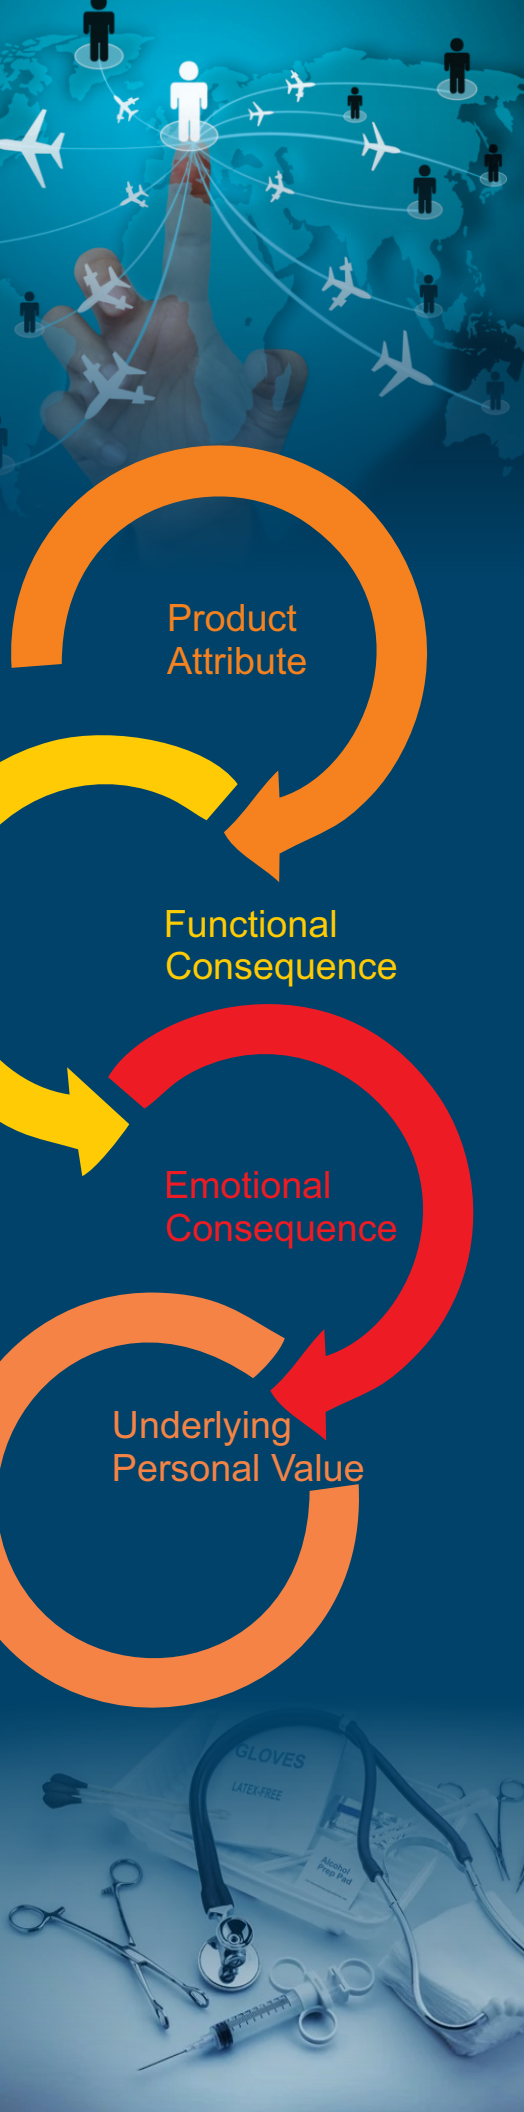 Product
Attribute
Functional
Consequence
Emotional
Consequence
Underlying
Personal Value
GLOVES
LATEX-FREE
Alcohol
Prep Pad